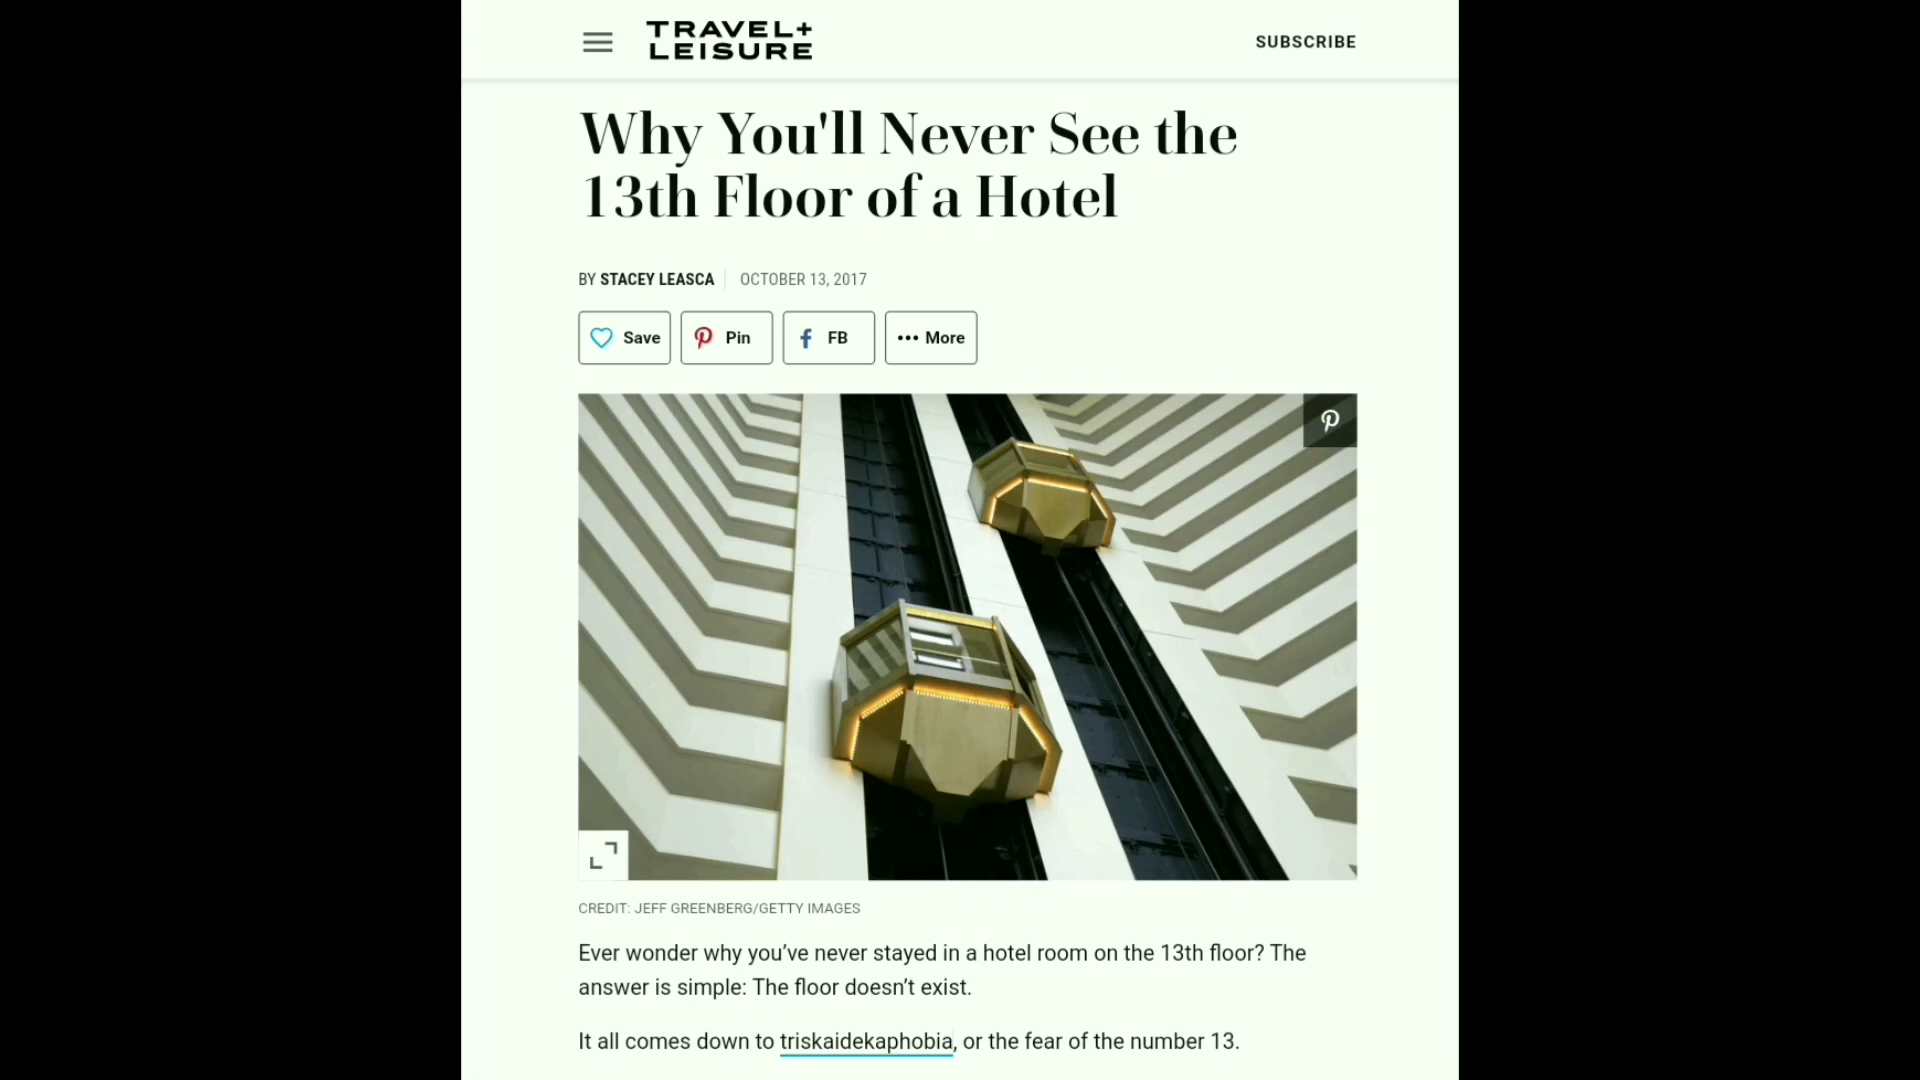 TRAVEL+
LEISURE
SUBSCRIBE
Why You'll Never See the
13th Floor of a Hotel
BY STACEY LEASCA
OCTOBER 13, 2017
Save
Pin
FB
More
CREDIT: JEFF GREENBERG/GETTY IMAGES
Ever wonder why you’ve never stayed in a hotel room on the 13th floor? The
answer is simple: The floor doesn’t exist.
It all comes down to triskaidekaphobia, or the fear of the number 13.